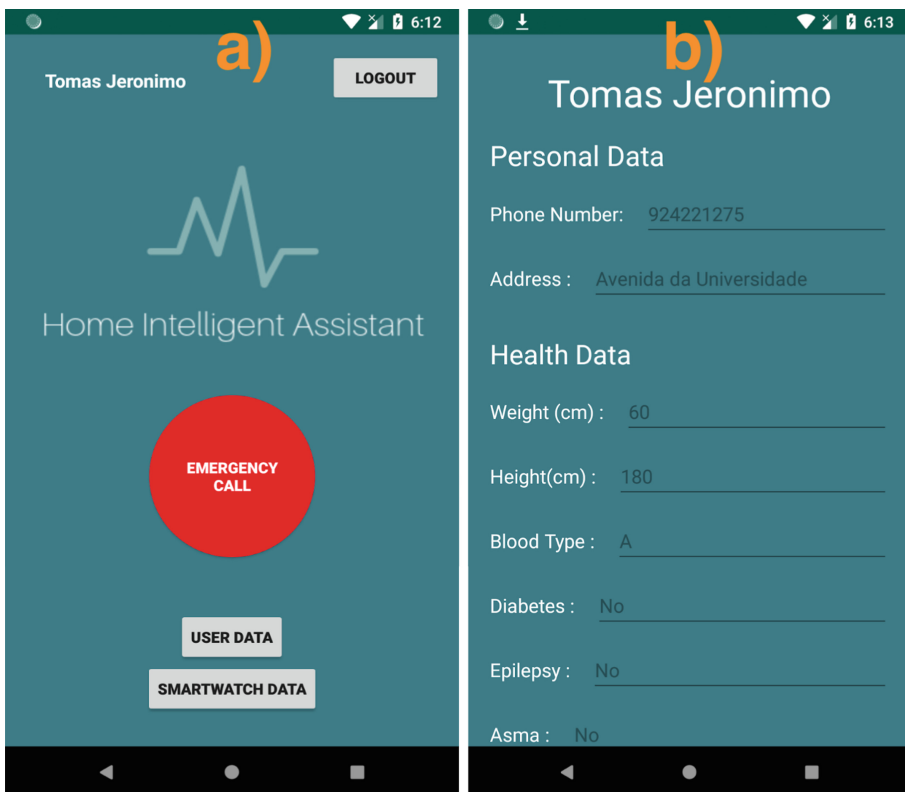 a)
6:12
Tomas Jeronimo
LOGOUT
Home Intelligent Assistant
EMERGENCY
CALL
USER DATA
SMARTWATCH DATA
b)
6:13
Tomas Jeronimo
Personal Data
Phone Number: 924221275
Address : Avenida da Universidade
Health Data
Weight (cm) : 60
Height(cm) : 180
Blood Type : A
Diabetes : No
Epilepsy : No
Asma : No